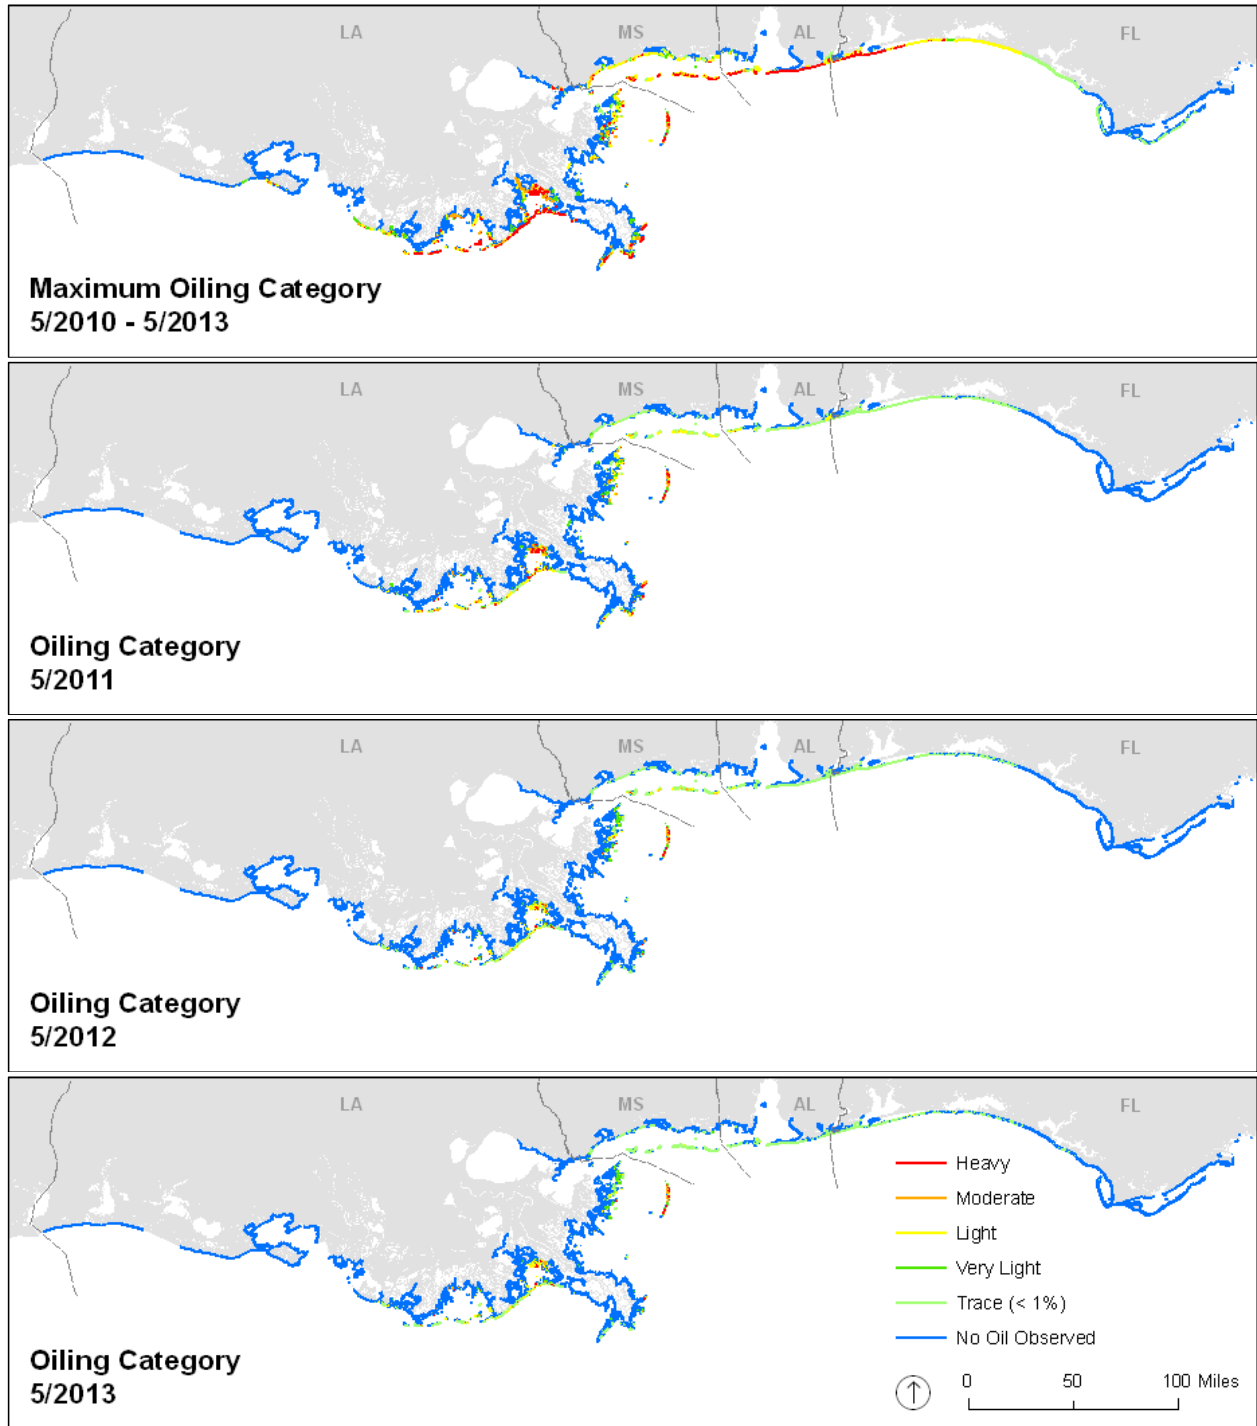 LA MS AL FL
Maximum Oiling Category
5/2010 - 5/2013
LA MS AL FL
Oiling Category
5/2011
LA MS AL FL
Oiling Category
5/2012
LA MS AL FL
Heavy
Moderate
Light
Very Light
Trace (< 1%)
No Oil Observed
0 50 100 Miles
Oiling Category
5/2013